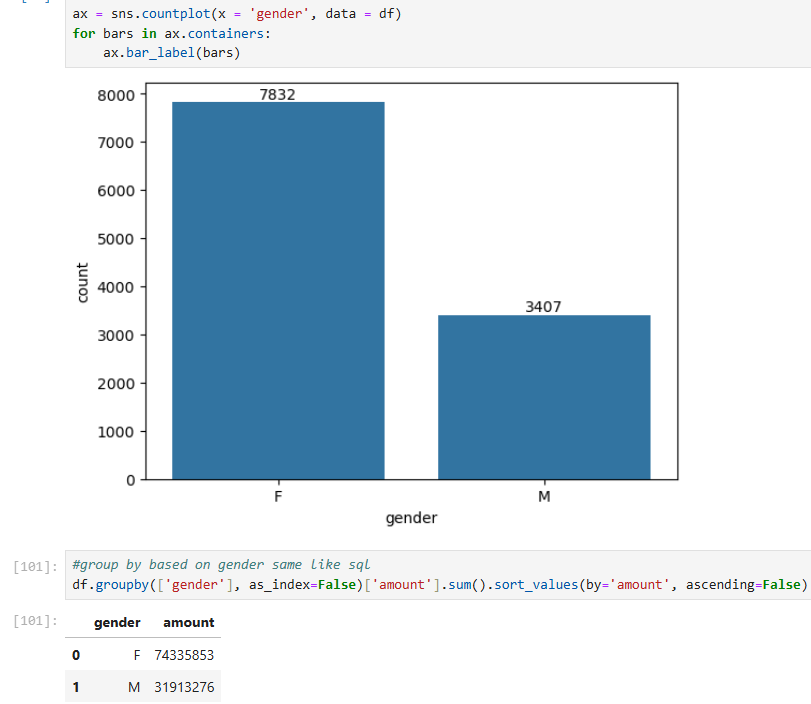 ax = sns.countplot(x = 'gender', data = df)
for bars in ax.containers:
    ax.bar_label(bars)
8000
7000
6000
5000
4000
3000
2000
1000
0
count
7832
3407
F M
gender
[101]: #group by based on gender same like sql
df.groupby(['gender'], as_index=False)['amount'].sum().sort_values(by='amount', ascending=False)
[101]:
gender amount
0 F 74335853
1 M 31913276